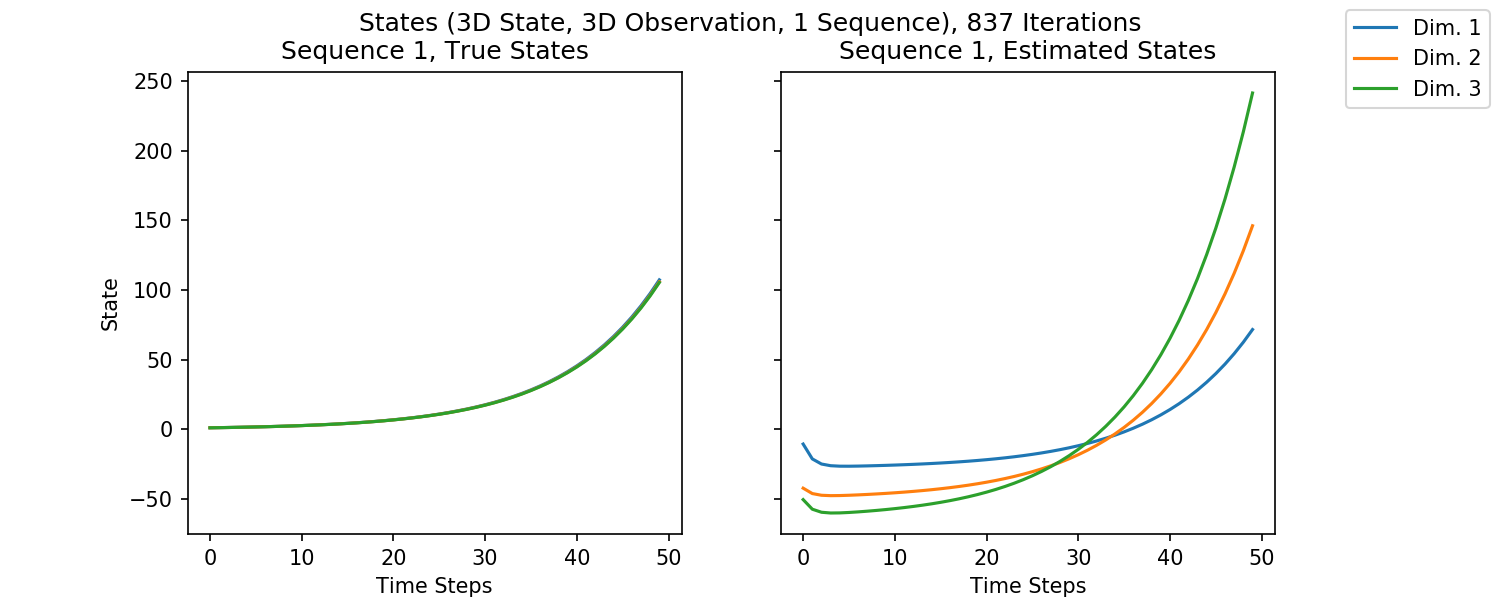 States (3D State, 3D Observation, 1 Sequence), 837 Iterations
Sequence 1, True States
Sequence 1, Estimated States
Dim. 1
Dim. 2
Dim. 3
250
200
150
100
50
0
−50
State
0 10 20 30 40 50
Time Steps
0 10 20 30 40 50
Time Steps